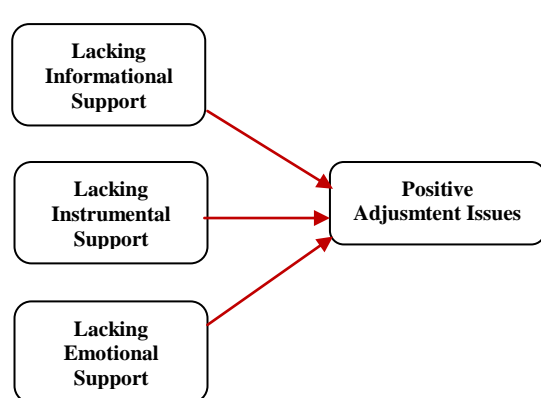 Lacking
Informational
Support
Lacking
Instrumental
Support
Positive
Adjusmtent Issues
Lacking
Emotional
Support